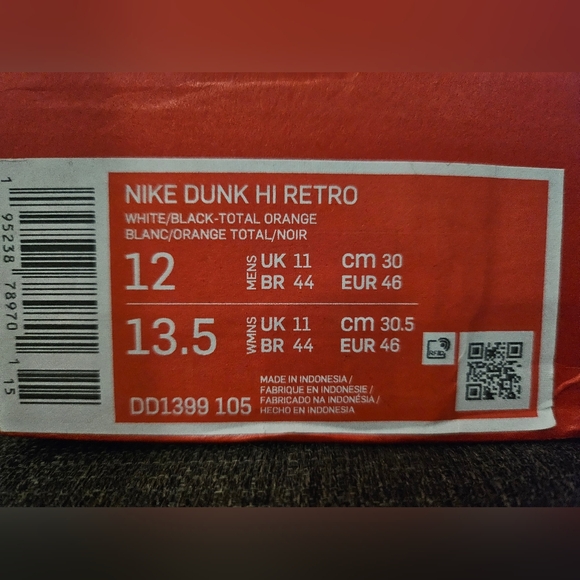 NIKE DUNK HI RETRO
WHITE/BLACK-TOTAL ORANGE
BLANC/ORANGE TOTAL/NOIR
12 MENS UK 11 cm 30
BR 44 EUR 46
13.5 WMNS UK 11 cm 30.5
BR 44 EUR 46
MADE IN INDONESIA /
FABRIQUE EN INDONESIE /
FABRICADO NA INDONÉSIA /
HECHO EN INDONESIA
DD1399 105
1 95238 78970 1 15
RFID